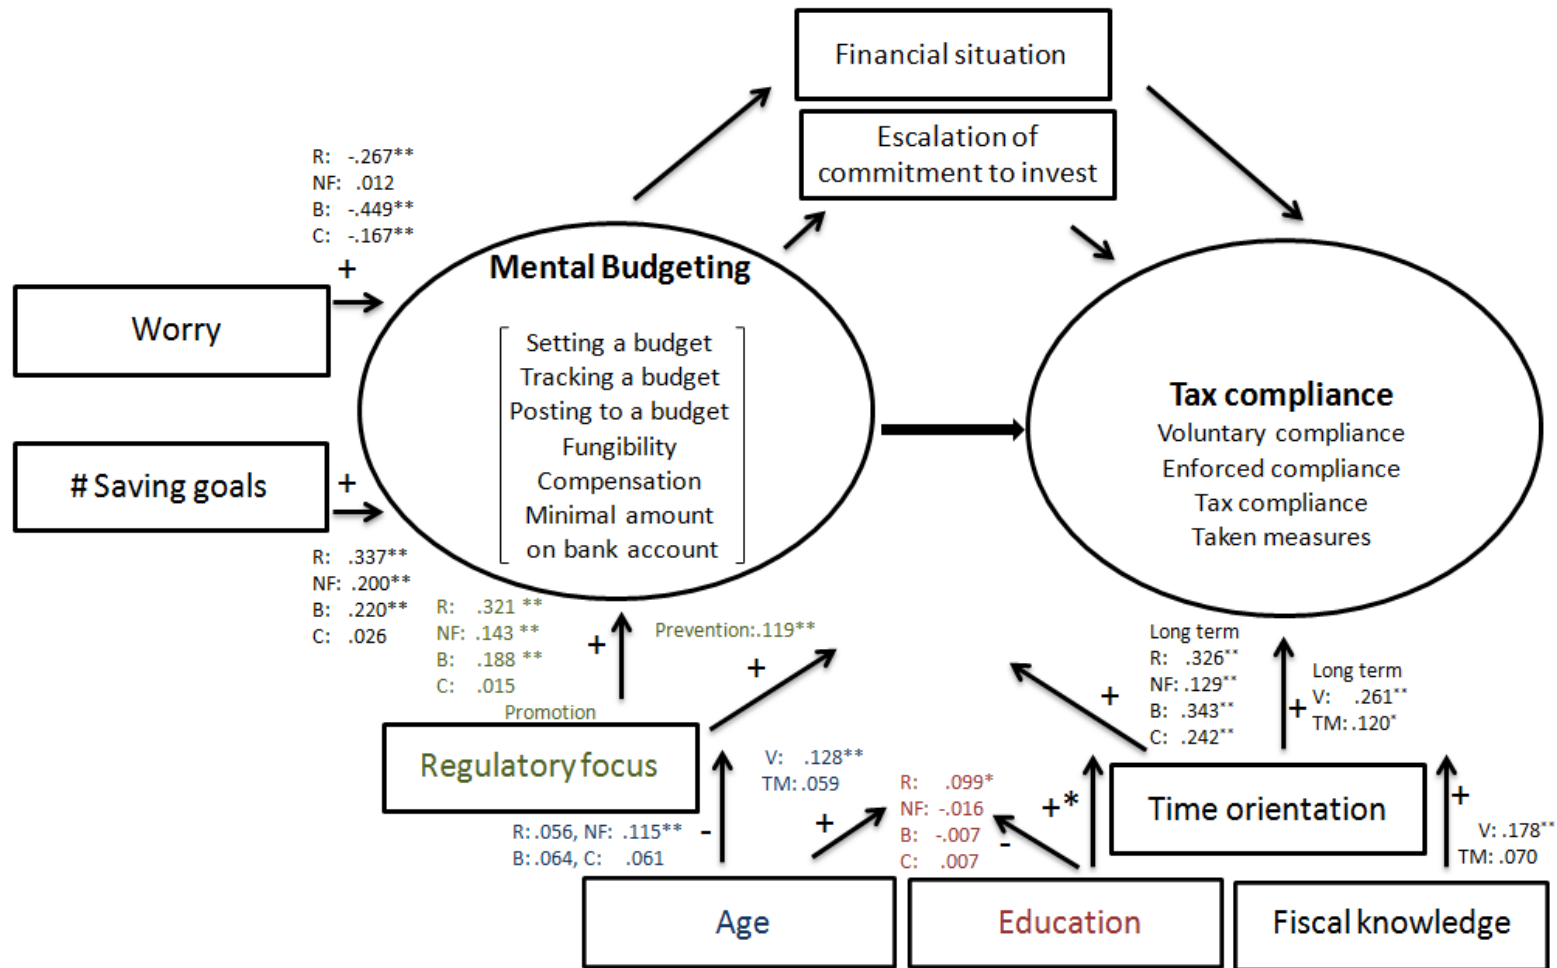 Financial situation
Escalation of
commitment to invest
R: -.267**
NF: .012
B: -.449**
C: -.167**
+
Worry
Mental Budgeting
Setting a budget
Tracking a budget
Posting to a budget
Fungibility
Compensation
Minimal amount
on bank account
Tax compliance
Voluntary compliance
Enforced compliance
Tax compliance
Taken measures
# Saving goals
+
R: .337**
NF: .200**
B: .220**
C: .026
R: .321 **
NF: .143 **
B: .188 **
C: .015
Promotion
+
Prevention:.119**
+
Long term
R: .326**
NF: .129**
B: .343**
C: .242**
+
Long term
V: .261**
TM: .120*
+
Regulatory focus
V: .128**
TM: .059
R: .099*
NF: -.016
B: -.007
C: .007
+*
Time orientation
+
V: .178**
TM: .070
R: .056, NF: .115**
B: .064, C: .061
-
+
-
Age
Education
Fiscal knowledge